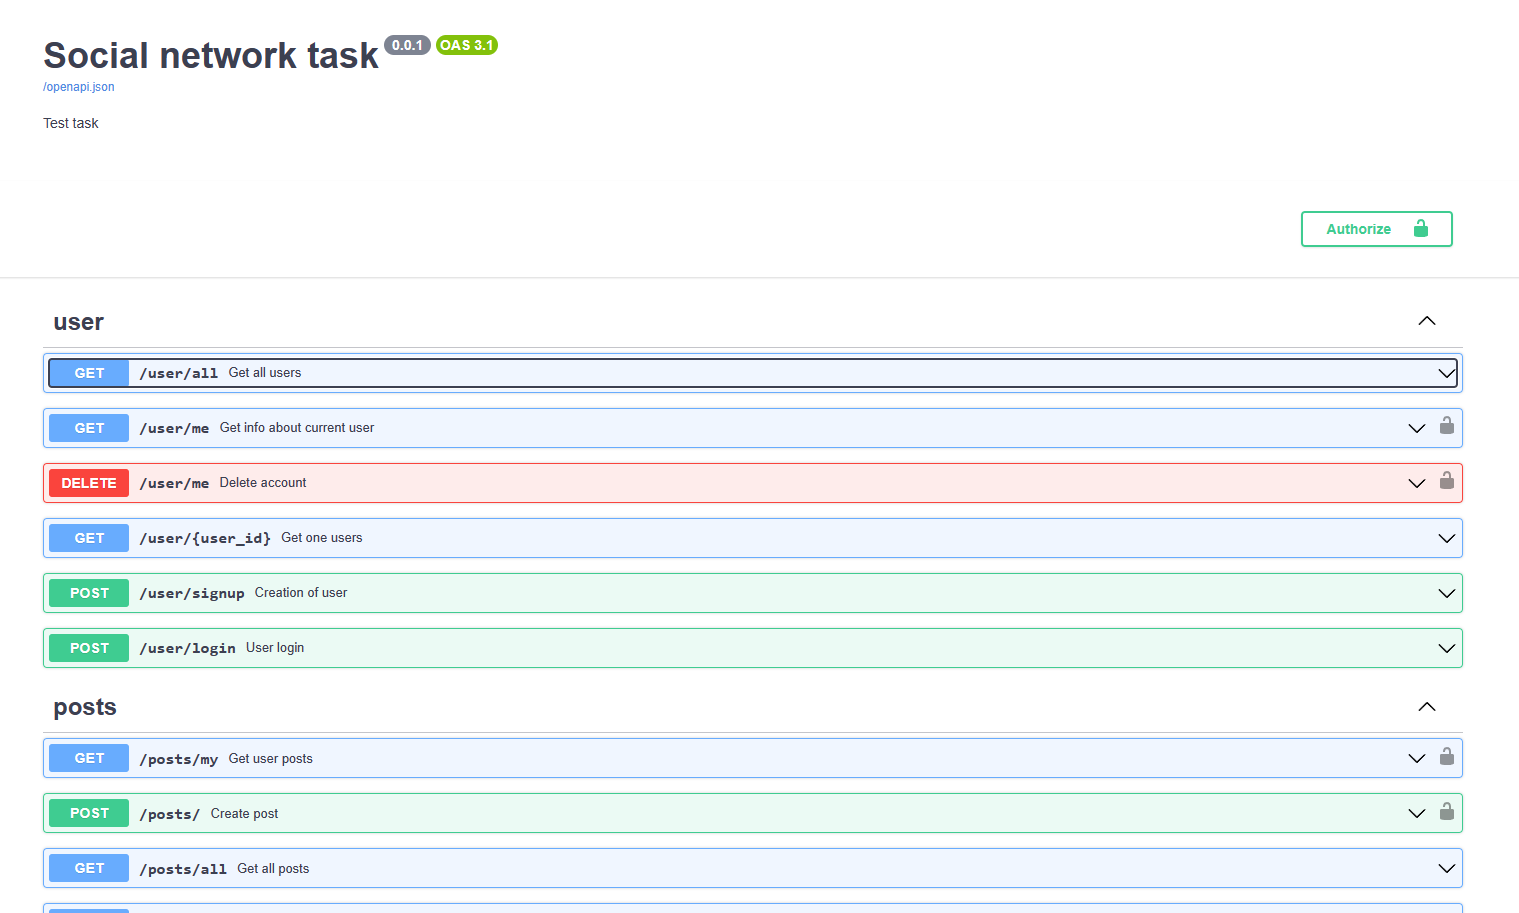 Social network task 0.0.1 OAS 3.1
/openapi.json
Test task
Authorize
user
GET /user/all Get all users
GET /user/me Get info about current user
DELETE /user/me Delete account
GET /user/{user_id} Get one users
POST /user/signup Creation of user
POST /user/login User login
posts
GET /posts/my Get user posts
POST /posts/ Create post
GET /posts/all Get all posts